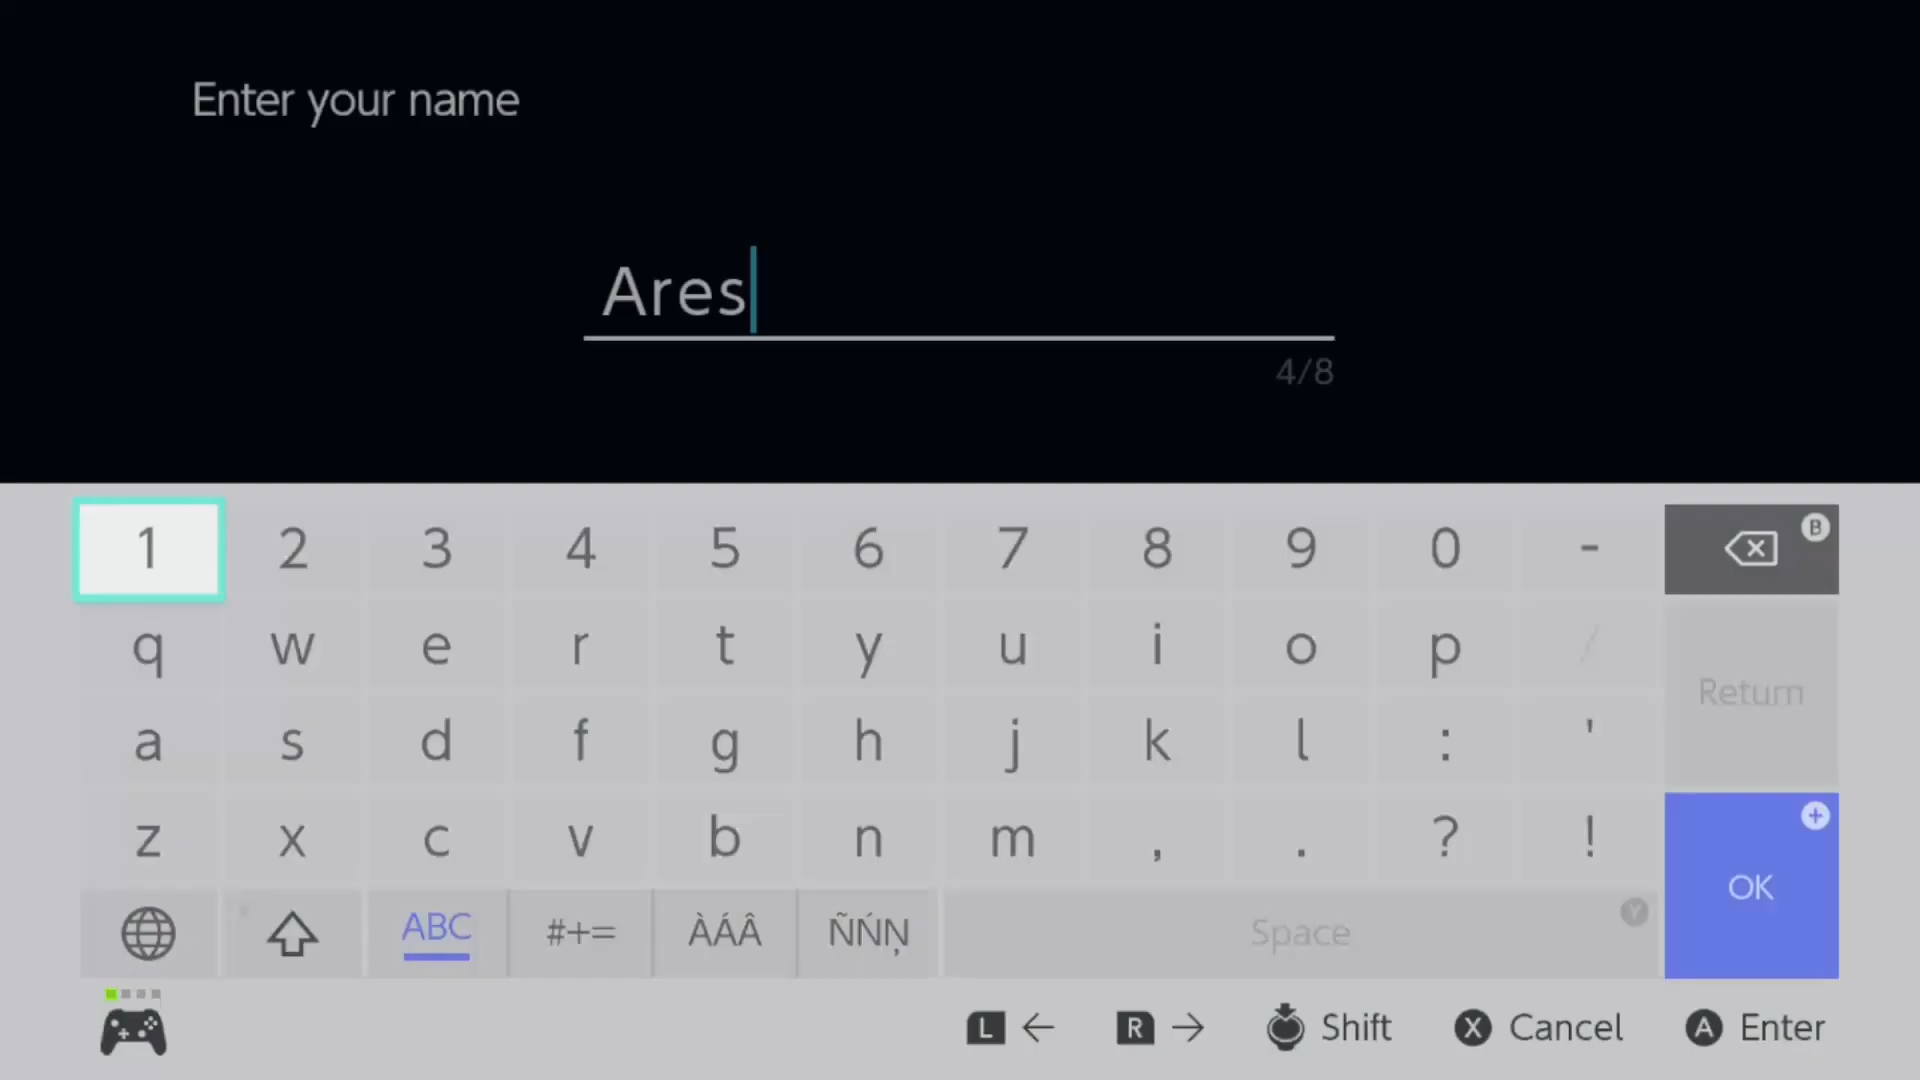 Enter your name
Ares
4/8
1 2 3 4 5 6 7 8 9 0 - B
q w e r t y u i o p /
Return
a s d f g h j k l : '
z x c v b n m , . ? ! +
OK
ABC #+= ÀÁÂ ÑŃŅ Space Y
L ← R → Shift X Cancel A Enter